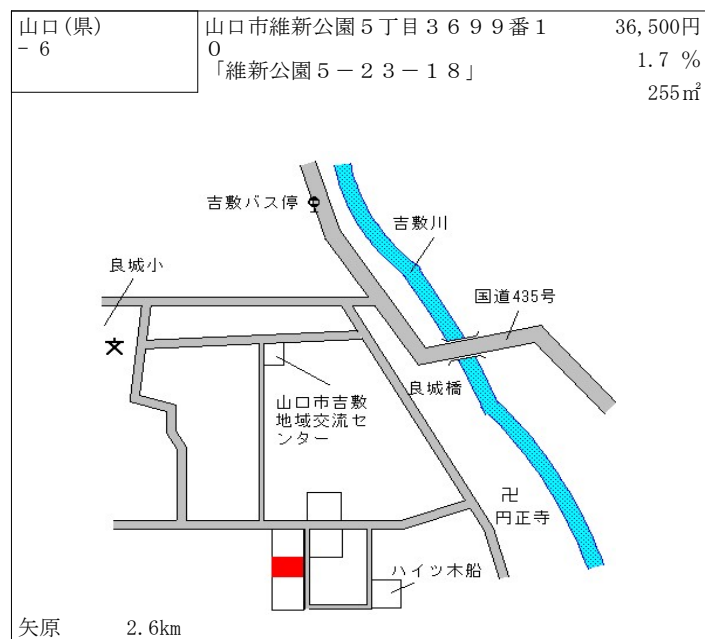 山口(県)
- 6
山口市維新公園５丁目３６９９番１
０
「維新公園５－２３－１８」
36,500円
1.7 %
255㎡
吉敷バス停
吉敷川
良城小
国道435号
文
良城橋
山口市吉敷
地域交流セ
ンター
卍
円正寺
ハイツ木船
矢原 2.6km